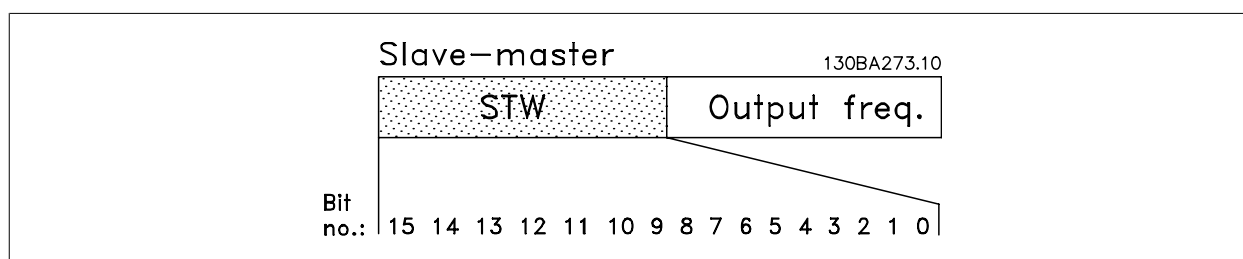 Slave-master
130BA273.10
STW
Output freq.
Bit
no.: 15 14 13 12 11 10 9 8 7 6 5 4 3 2 1 0